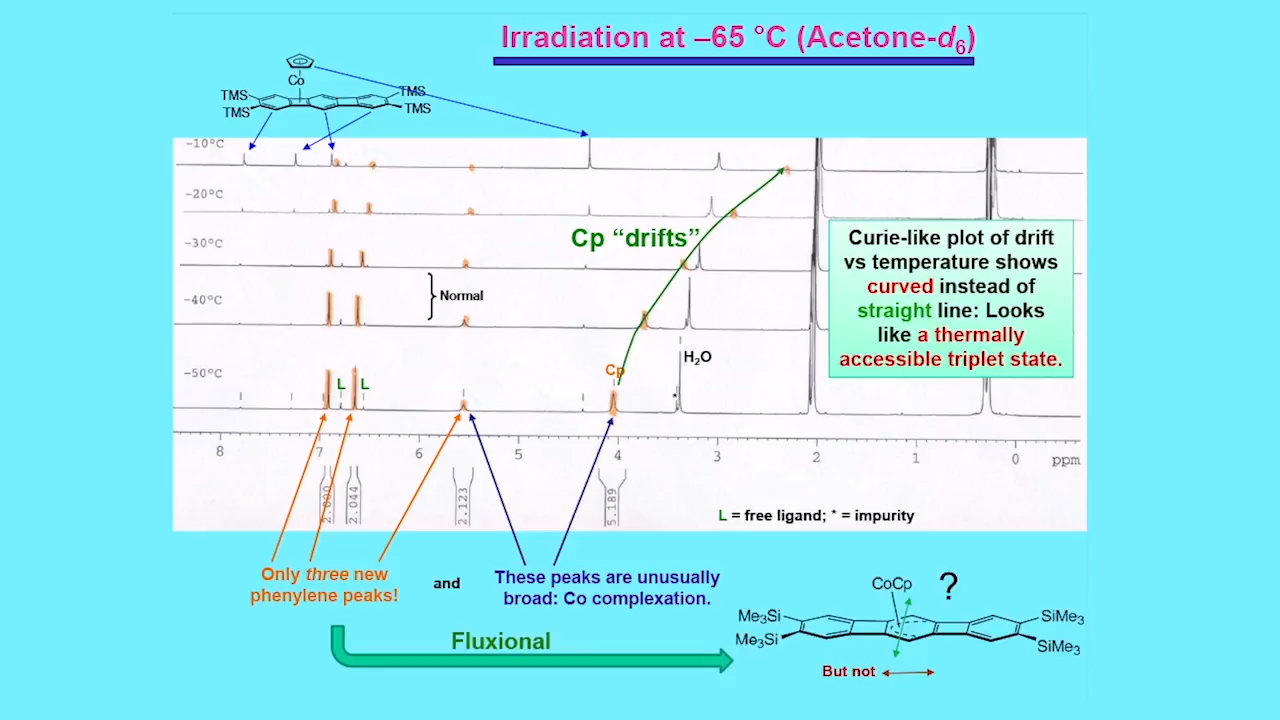 Irradiation at –65 °C (Acetone-d6)
Co
TMS
TMS
TMS
TMS
-10°C
-20°C
-30°C
-40°C
-50°C
Cp “drifts”
Normal
Curie-like plot of drift
vs temperature shows
curved instead of
straight line: Looks
like a thermally
accessible triplet state.
H2O
Cp
L
L
*
8 7 6 5 4 3 2 1 0 ppm
2.000
2.044
2.123
5.189
L = free ligand; * = impurity
Only three new
phenylene peaks!
and
These peaks are unusually
broad: Co complexation.
Fluxional
CoCp ?
Me3Si
Me3Si
SiMe3
SiMe3
But not